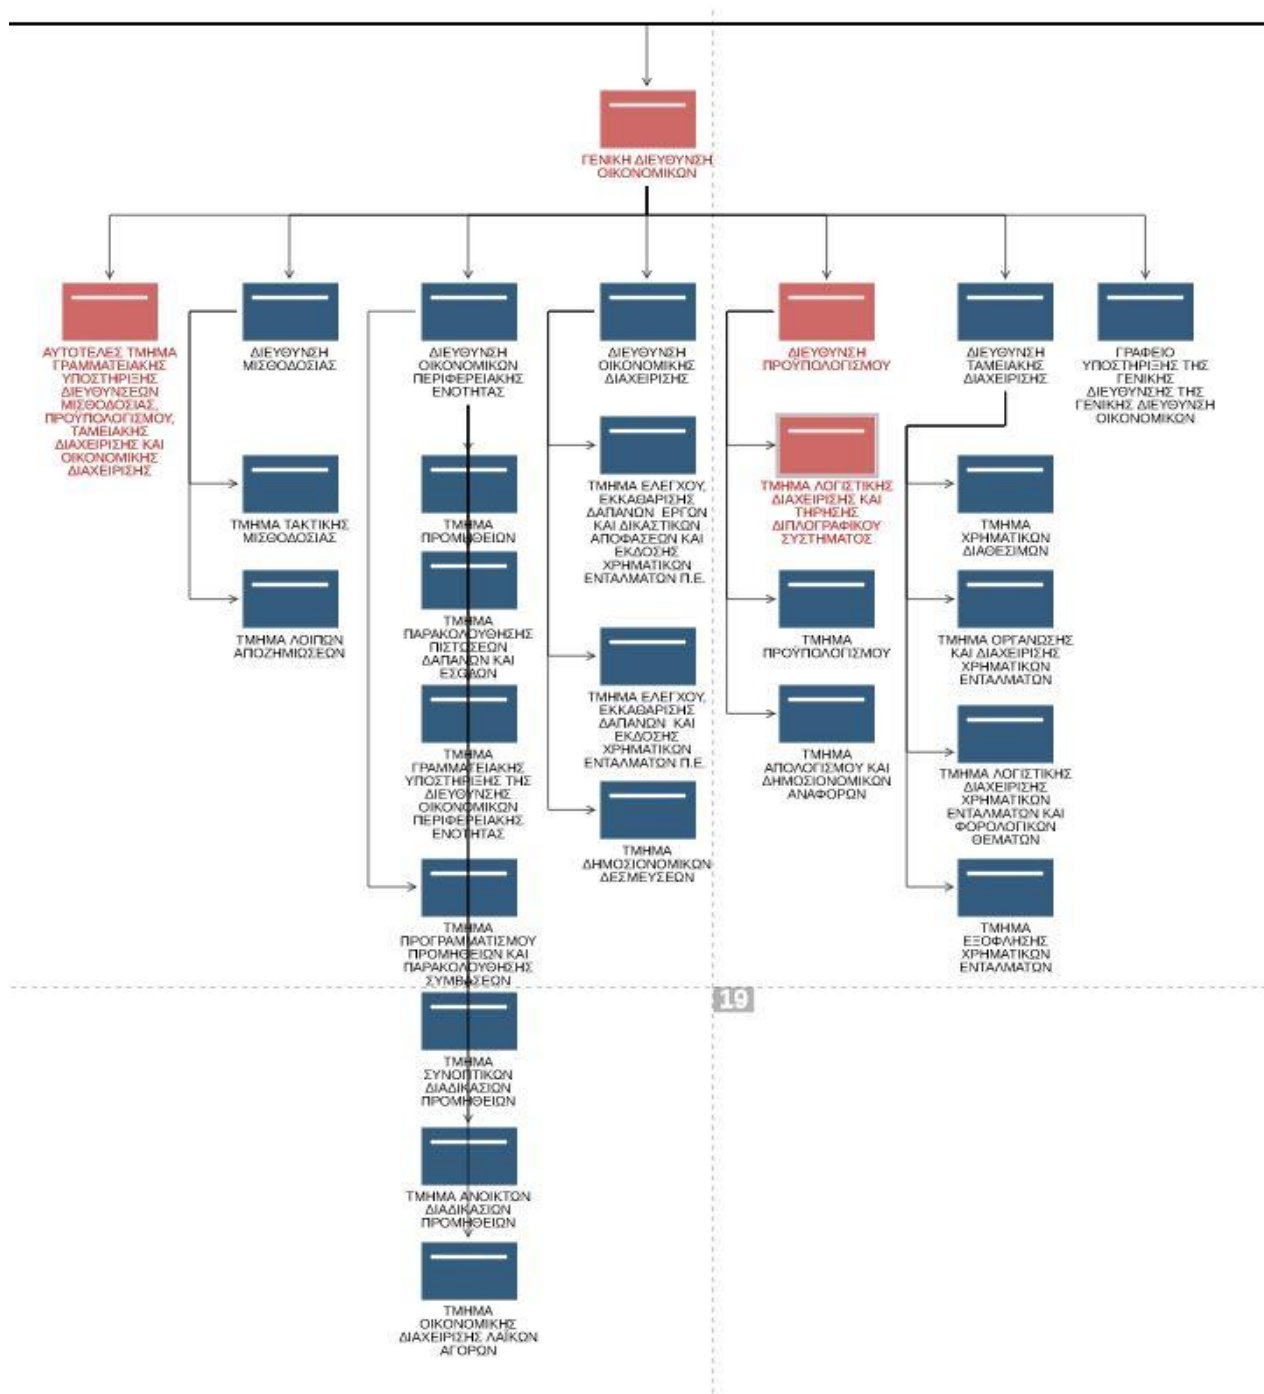 ΓΕΝΙΚΗ ΔΙΕΥΘΥΝΣΗ
ΟΙΚΟΝΟΜΙΚΩΝ
ΑΥΤΟΤΕΛΕΣ ΤΜΗΜΑ
ΓΡΑΜΜΑΤΕΙΑΚΗΣ
ΥΠΟΣΤΗΡΙΞΗΣ
ΔΙΕΥΘΥΝΣΕΩΝ
ΜΙΣΘΟΔΟΣΙΑΣ,
ΠΡΟΫΠΟΛΟΓΙΣΜΟΥ,
ΤΑΜΕΙΑΚΗΣ
ΔΙΑΧΕΙΡΙΣΗΣ ΚΑΙ
ΟΙΚΟΝΟΜΙΚΗΣ
ΔΙΑΧΕΙΡΙΣΗΣ
ΔΙΕΥΘΥΝΣΗ
ΜΙΣΘΟΔΟΣΙΑΣ
ΤΜΗΜΑ ΤΑΚΤΙΚΗΣ
ΜΙΣΘΟΔΟΣΙΑΣ
ΤΜΗΜΑ ΛΟΙΠΩΝ
ΑΠΟΖΗΜΙΩΣΕΩΝ
ΔΙΕΥΘΥΝΣΗ
ΟΙΚΟΝΟΜΙΚΩΝ
ΠΕΡΙΦΕΡΕΙΑΚΗΣ
ΕΝΟΤΗΤΑΣ
ΤΜΗΜΑ
ΠΡΟΜΗΘΕΙΩΝ
ΤΜΗΜΑ
ΠΑΡΑΚΟΛΟΥΘΗΣΗΣ
ΠΙΣΤΩΣΕΩΝ
ΔΑΠΑΝΩΝ ΚΑΙ
ΕΣΟΔΩΝ
ΤΜΗΜΑ
ΓΡΑΜΜΑΤΕΙΑΚΗΣ
ΥΠΟΣΤΗΡΙΞΗΣ ΤΗΣ
ΔΙΕΥΘΥΝΣΗΣ
ΟΙΚΟΝΟΜΙΚΩΝ
ΠΕΡΙΦΕΡΕΙΑΚΗΣ
ΕΝΟΤΗΤΑΣ
ΤΜΗΜΑ
ΠΡΟΓΡΑΜΜΑΤΙΣΜΟΥ
ΠΡΟΜΗΘΕΙΩΝ ΚΑΙ
ΠΑΡΑΚΟΛΟΥΘΗΣΗΣ
ΣΥΜΒΑΣΕΩΝ
ΤΜΗΜΑ
ΣΥΝΟΠΤΙΚΩΝ
ΔΙΑΔΙΚΑΣΙΩΝ
ΠΡΟΜΗΘΕΙΩΝ
ΤΜΗΜΑ ΑΝΟΙΚΤΩΝ
ΔΙΑΔΙΚΑΣΙΩΝ
ΠΡΟΜΗΘΕΙΩΝ
ΤΜΗΜΑ
ΟΙΚΟΝΟΜΙΚΗΣ
ΔΙΑΧΕΙΡΙΣΗΣ ΛΑΪΚΩΝ
ΑΓΟΡΩΝ
ΔΙΕΥΘΥΝΣΗ
ΟΙΚΟΝΟΜΙΚΗΣ
ΔΙΑΧΕΙΡΙΣΗΣ
ΤΜΗΜΑ ΕΛΕΓΧΟΥ,
ΕΚΚΑΘΑΡΙΣΗΣ
ΔΑΠΑΝΩΝ ΕΡΓΩΝ
ΚΑΙ ΔΙΚΑΣΤΙΚΩΝ
ΑΠΟΦΑΣΕΩΝ ΚΑΙ
ΕΚΔΟΣΗΣ
ΧΡΗΜΑΤΙΚΩΝ
ΕΝΤΑΛΜΑΤΩΝ Π.Ε.
ΤΜΗΜΑ ΕΛΕΓΧΟΥ,
ΕΚΚΑΘΑΡΙΣΗΣ
ΔΑΠΑΝΩΝ ΚΑΙ
ΕΚΔΟΣΗΣ
ΧΡΗΜΑΤΙΚΩΝ
ΕΝΤΑΛΜΑΤΩΝ Π.Ε.
ΤΜΗΜΑ
ΔΗΜΟΣΙΟΝΟΜΙΚΩΝ
ΔΕΣΜΕΥΣΕΩΝ
ΔΙΕΥΘΥΝΣΗ
ΠΡΟΫΠΟΛΟΓΙΣΜΟΥ
ΤΜΗΜΑ ΛΟΓΙΣΤΙΚΗΣ
ΔΙΑΧΕΙΡΙΣΗΣ ΚΑΙ
ΤΗΡΗΣΗΣ
ΔΙΠΛΟΓΡΑΦΙΚΟΥ
ΣΥΣΤΗΜΑΤΟΣ
ΤΜΗΜΑ
ΠΡΟΫΠΟΛΟΓΙΣΜΟΥ
ΤΜΗΜΑ
ΑΠΟΛΟΓΙΣΜΟΥ ΚΑΙ
ΔΗΜΟΣΙΟΝΟΜΙΚΩΝ
ΑΝΑΦΟΡΩΝ
ΔΙΕΥΘΥΝΣΗ
ΤΑΜΕΙΑΚΗΣ
ΔΙΑΧΕΙΡΙΣΗΣ
ΤΜΗΜΑ
ΧΡΗΜΑΤΙΚΩΝ
ΔΙΑΘΕΣΙΜΩΝ
ΤΜΗΜΑ ΟΡΓΑΝΩΣΗΣ
ΚΑΙ ΔΙΑΧΕΙΡΙΣΗΣ
ΧΡΗΜΑΤΙΚΩΝ
ΕΝΤΑΛΜΑΤΩΝ
ΤΜΗΜΑ ΛΟΓΙΣΤΙΚΗΣ
ΔΙΑΧΕΙΡΙΣΗΣ
ΧΡΗΜΑΤΙΚΩΝ
ΕΝΤΑΛΜΑΤΩΝ ΚΑΙ
ΦΟΡΟΛΟΓΙΚΩΝ
ΘΕΜΑΤΩΝ
ΤΜΗΜΑ
ΕΞΟΦΛΗΣΗΣ
ΧΡΗΜΑΤΙΚΩΝ
ΕΝΤΑΛΜΑΤΩΝ
ΓΡΑΦΕΙΟ
ΥΠΟΣΤΗΡΙΞΗΣ ΤΗΣ
ΓΕΝΙΚΗΣ
ΔΙΕΥΘΥΝΣΗΣ ΤΗΣ
ΓΕΝΙΚΗΣ ΔΙΕΥΘΥΝΣΗ
ΟΙΚΟΝΟΜΙΚΩΝ
19